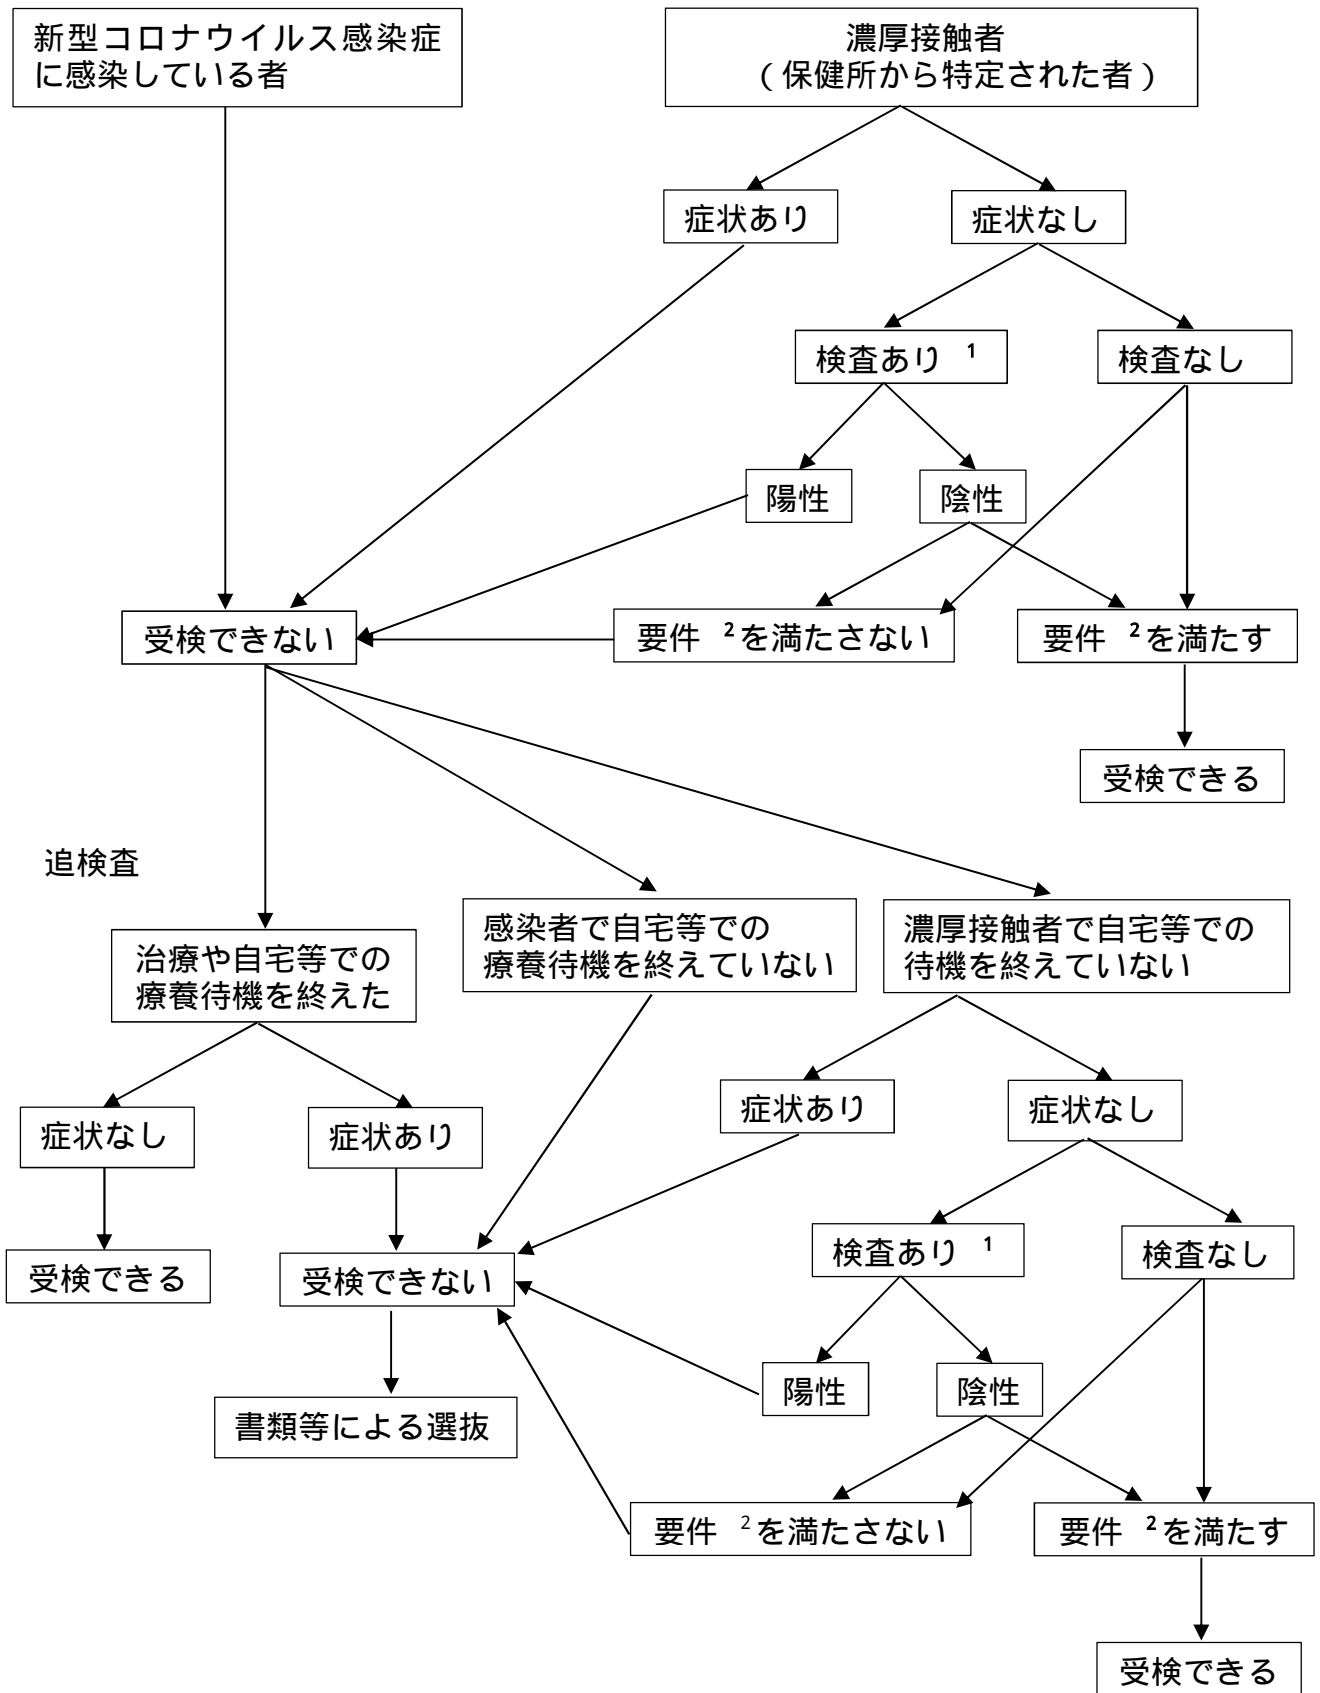 新型コロナウイルス感染症
に感染している者
濃厚接触者
（保健所から特定された者）
症状あり
症状なし
検査あり 1
検査なし
陽性
陰性
受検できない
要件 2を満たさない
要件 2を満たす
受検できる
追検査
治療や自宅等での
療養待機を終えた
感染者で自宅等での
療養待機を終えていない
濃厚接触者で自宅等での
待機を終えていない
症状なし
症状あり
症状あり
症状なし
受検できる
受検できない
検査あり 1
検査なし
書類等による選抜
陽性
陰性
要件 2を満たさない
要件 2を満たす
受検できる